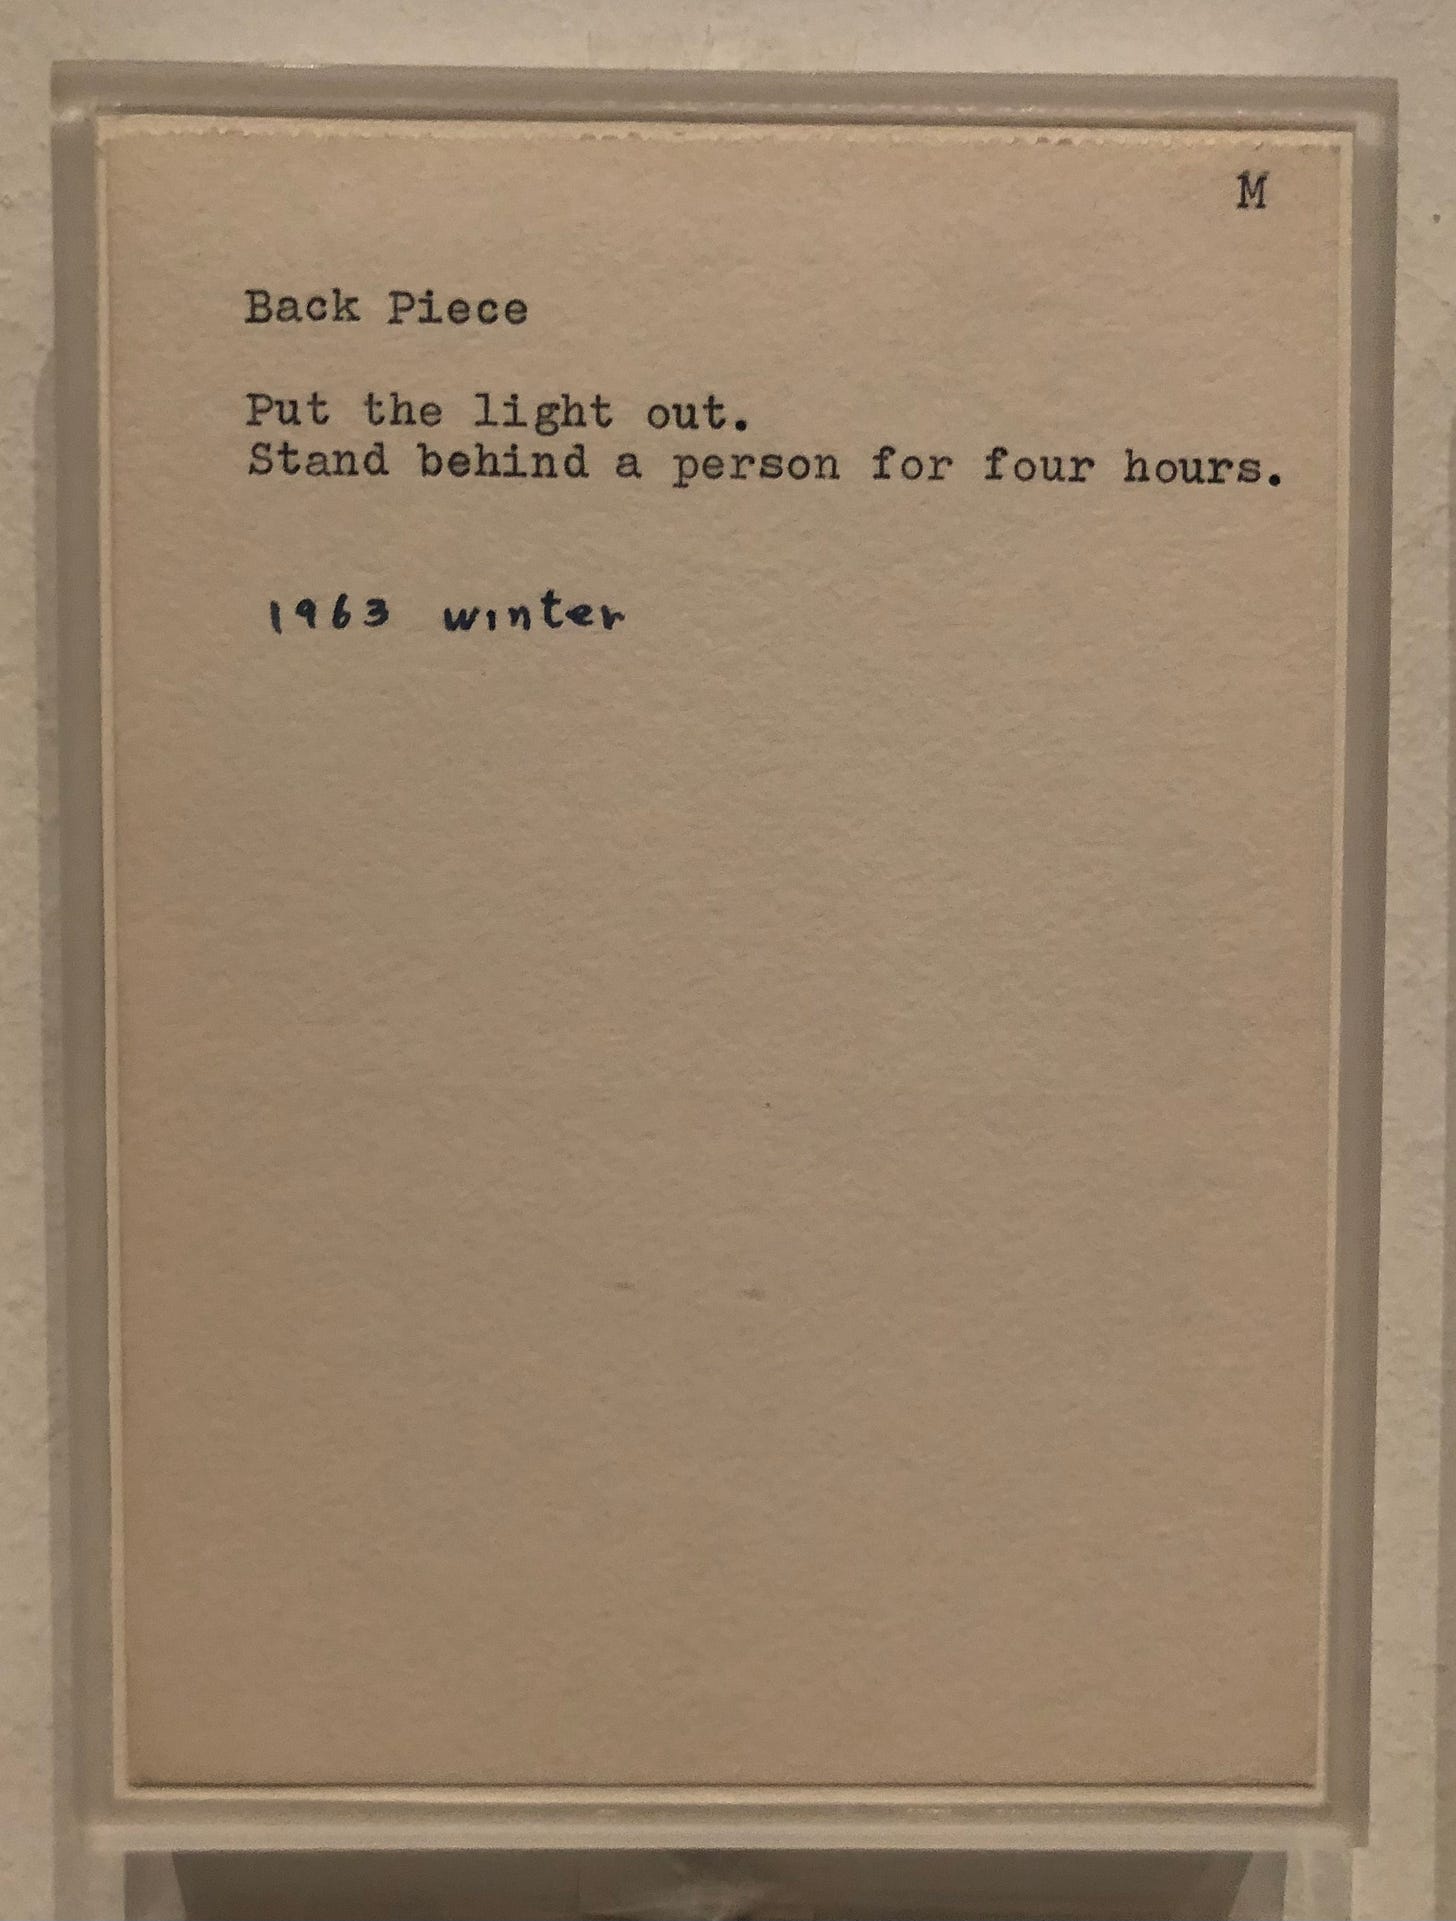 M
Back Piece
Put the light out.
Stand behind a person for four hours.
1963 winter